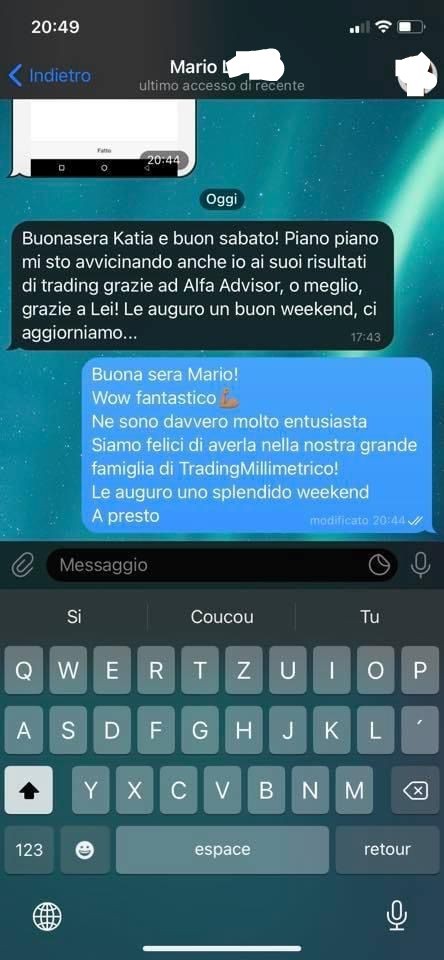 20:49
Indietro
Mario
ultimo accesso di recente
Fatto
20:44
Oggi
Buonasera Katia e buon sabato! Piano piano
mi sto avvicinando anche io ai suoi risultati
di trading grazie ad Alfa Advisor, o meglio,
grazie a Lei! Le auguro un buon weekend, ci
aggiorniamo...
17:43
Buona sera Mario!
Wow fantastico💪🏽
Ne sono davvero molto entusiasta
Siamo felici di averla nella nostra grande
famiglia di TradingMillimetrico!
Le auguro uno splendido weekend
A presto
modificato 20:44
Messaggio
Si Coucou Tu
Q W E R T Z U I O P
A S D F G H J K L ´
Y X C V B N M
123 espace retour